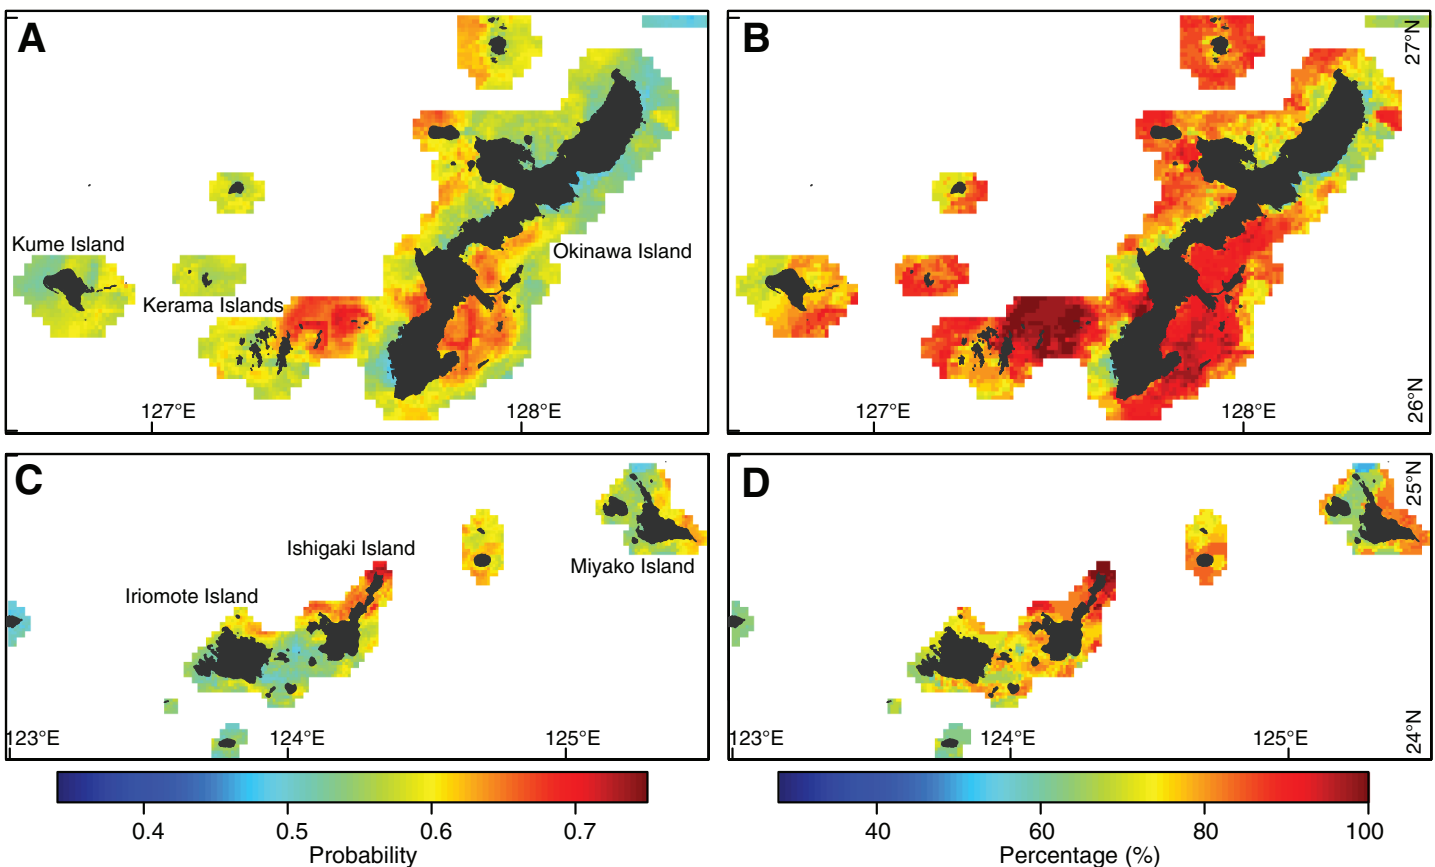 A
B
27°N
Kume Island
Okinawa Island
Kerama Islands
127°E
128°E
127°E
128°E
26°N
C
D
25°N
Ishigaki Island
Miyako Island
Iriomote Island
123°E
124°E
125°E
123°E
124°E
125°E
24°N
0.4
0.5
0.6
0.7
40
60
80
100
Probability
Percentage (%)